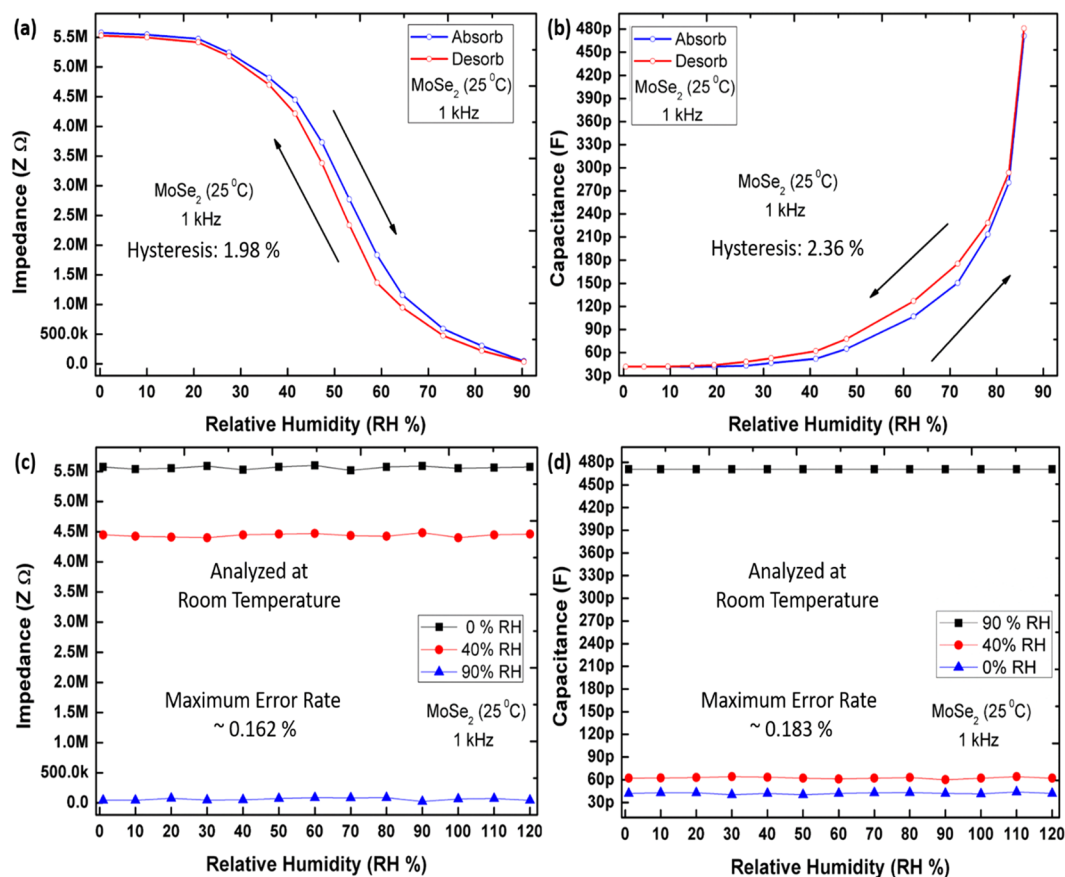 (a)
Absorb
Desorb
MoSe2 (25 0C)
1 kHz
MoSe2 (25 0C)
1 kHz
Hysteresis: 1.98 %
Impedance (Z Ω)
5.5M
5.0M
4.5M
4.0M
3.5M
3.0M
2.5M
2.0M
1.5M
1.0M
500.0k
0.0
0 10 20 30 40 50 60 70 80 90
Relative Humidity (RH %)
(b)
Absorb
Desorb
MoSe2 (25 0C)
1 kHz
MoSe2 (25 0C)
1 kHz
Hysteresis: 2.36 %
Capacitance (F)
480p
450p
420p
390p
360p
330p
300p
270p
240p
210p
180p
150p
120p
90p
60p
30p
0 10 20 30 40 50 60 70 80 90
Relative Humidity (RH %)
(c)
Analyzed at
Room Temperature
0 % RH
40% RH
90% RH
Maximum Error Rate
~ 0.162 %
MoSe2 (25 0C)
1 kHz
Impedance (Z Ω)
5.5M
5.0M
4.5M
4.0M
3.5M
3.0M
2.5M
2.0M
1.5M
1.0M
500.0k
0.0
0 10 20 30 40 50 60 70 80 90 100 110 120
Relative Humidity (RH %)
(d)
Analyzed at
Room Temperature
90 % RH
40% RH
0% RH
Maximum Error Rate
~ 0.183 %
MoSe2 (25 0C)
1 kHz
Capacitance (F)
480p
450p
420p
390p
360p
330p
300p
270p
240p
210p
180p
150p
120p
90p
60p
30p
0 10 20 30 40 50 60 70 80 90 100 110 120
Relative Humidity (RH %)